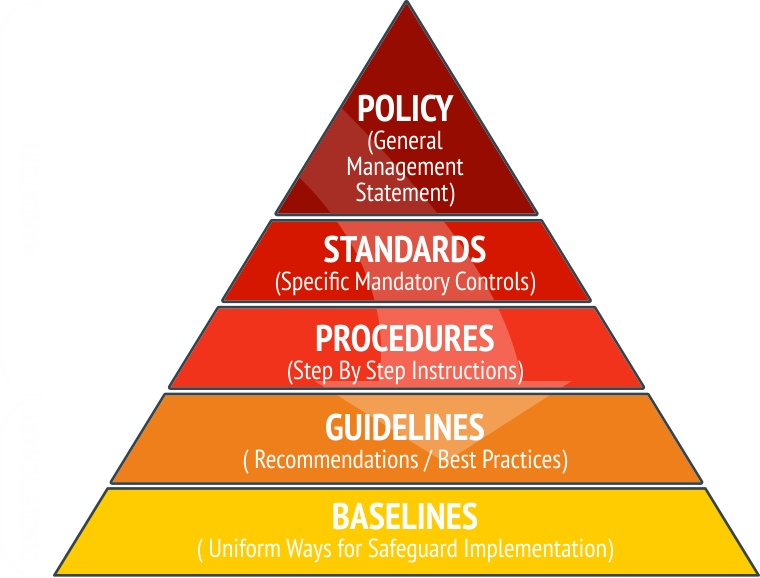 POLICY
(General
Management
Statement)
STANDARDS
(Specific Mandatory Controls)
PROCEDURES
(Step By Step Instructions)
GUIDELINES
( Recommendations / Best Practices)
BASELINES
( Uniform Ways for Safeguard Implementation)